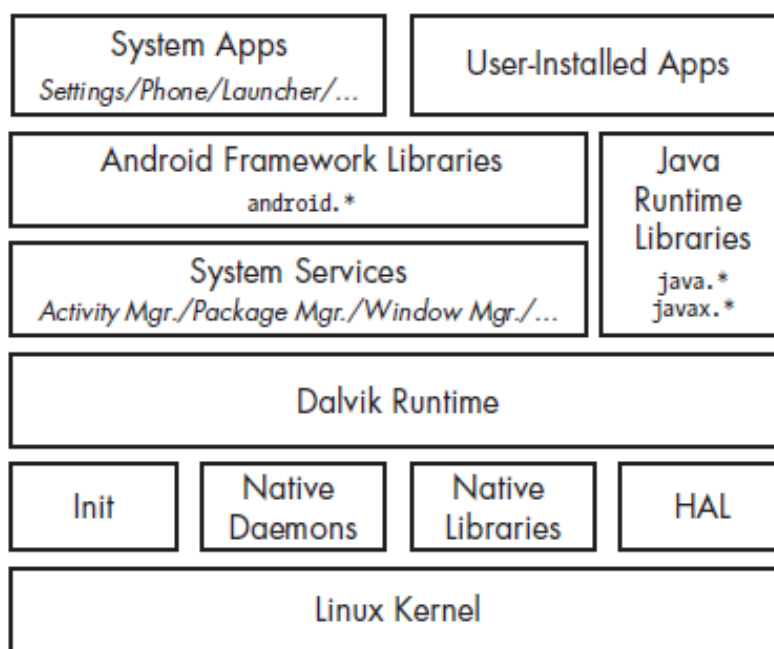 System Apps
Settings/Phone/Launcher/...
User-Installed Apps
Android Framework Libraries
android.*
Java
Runtime
Libraries
java.*
javax.*
System Services
Activity Mgr./Package Mgr./Window Mgr./...
Dalvik Runtime
Init
Native
Daemons
Native
Libraries
HAL
Linux Kernel